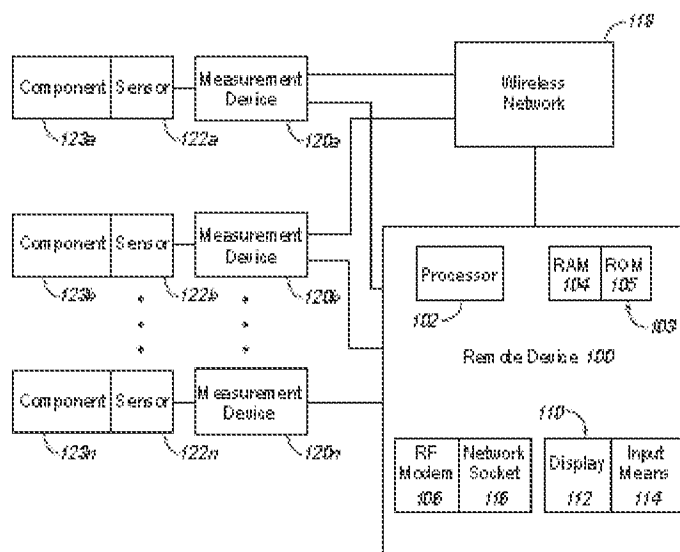 118
Component Sensor
Measurement
Device
Wireless
Network
123a
122a
120a
Component Sensor
Measurement
Device
123b
122b
120b
Processor
102
RAM
104
ROM
105
103
Remote Device 100
Component Sensor
Measurement
Device
123n
122n
120n
110
RF
Modem
106
Network
Socket
116
Display
112
Input
Means
114